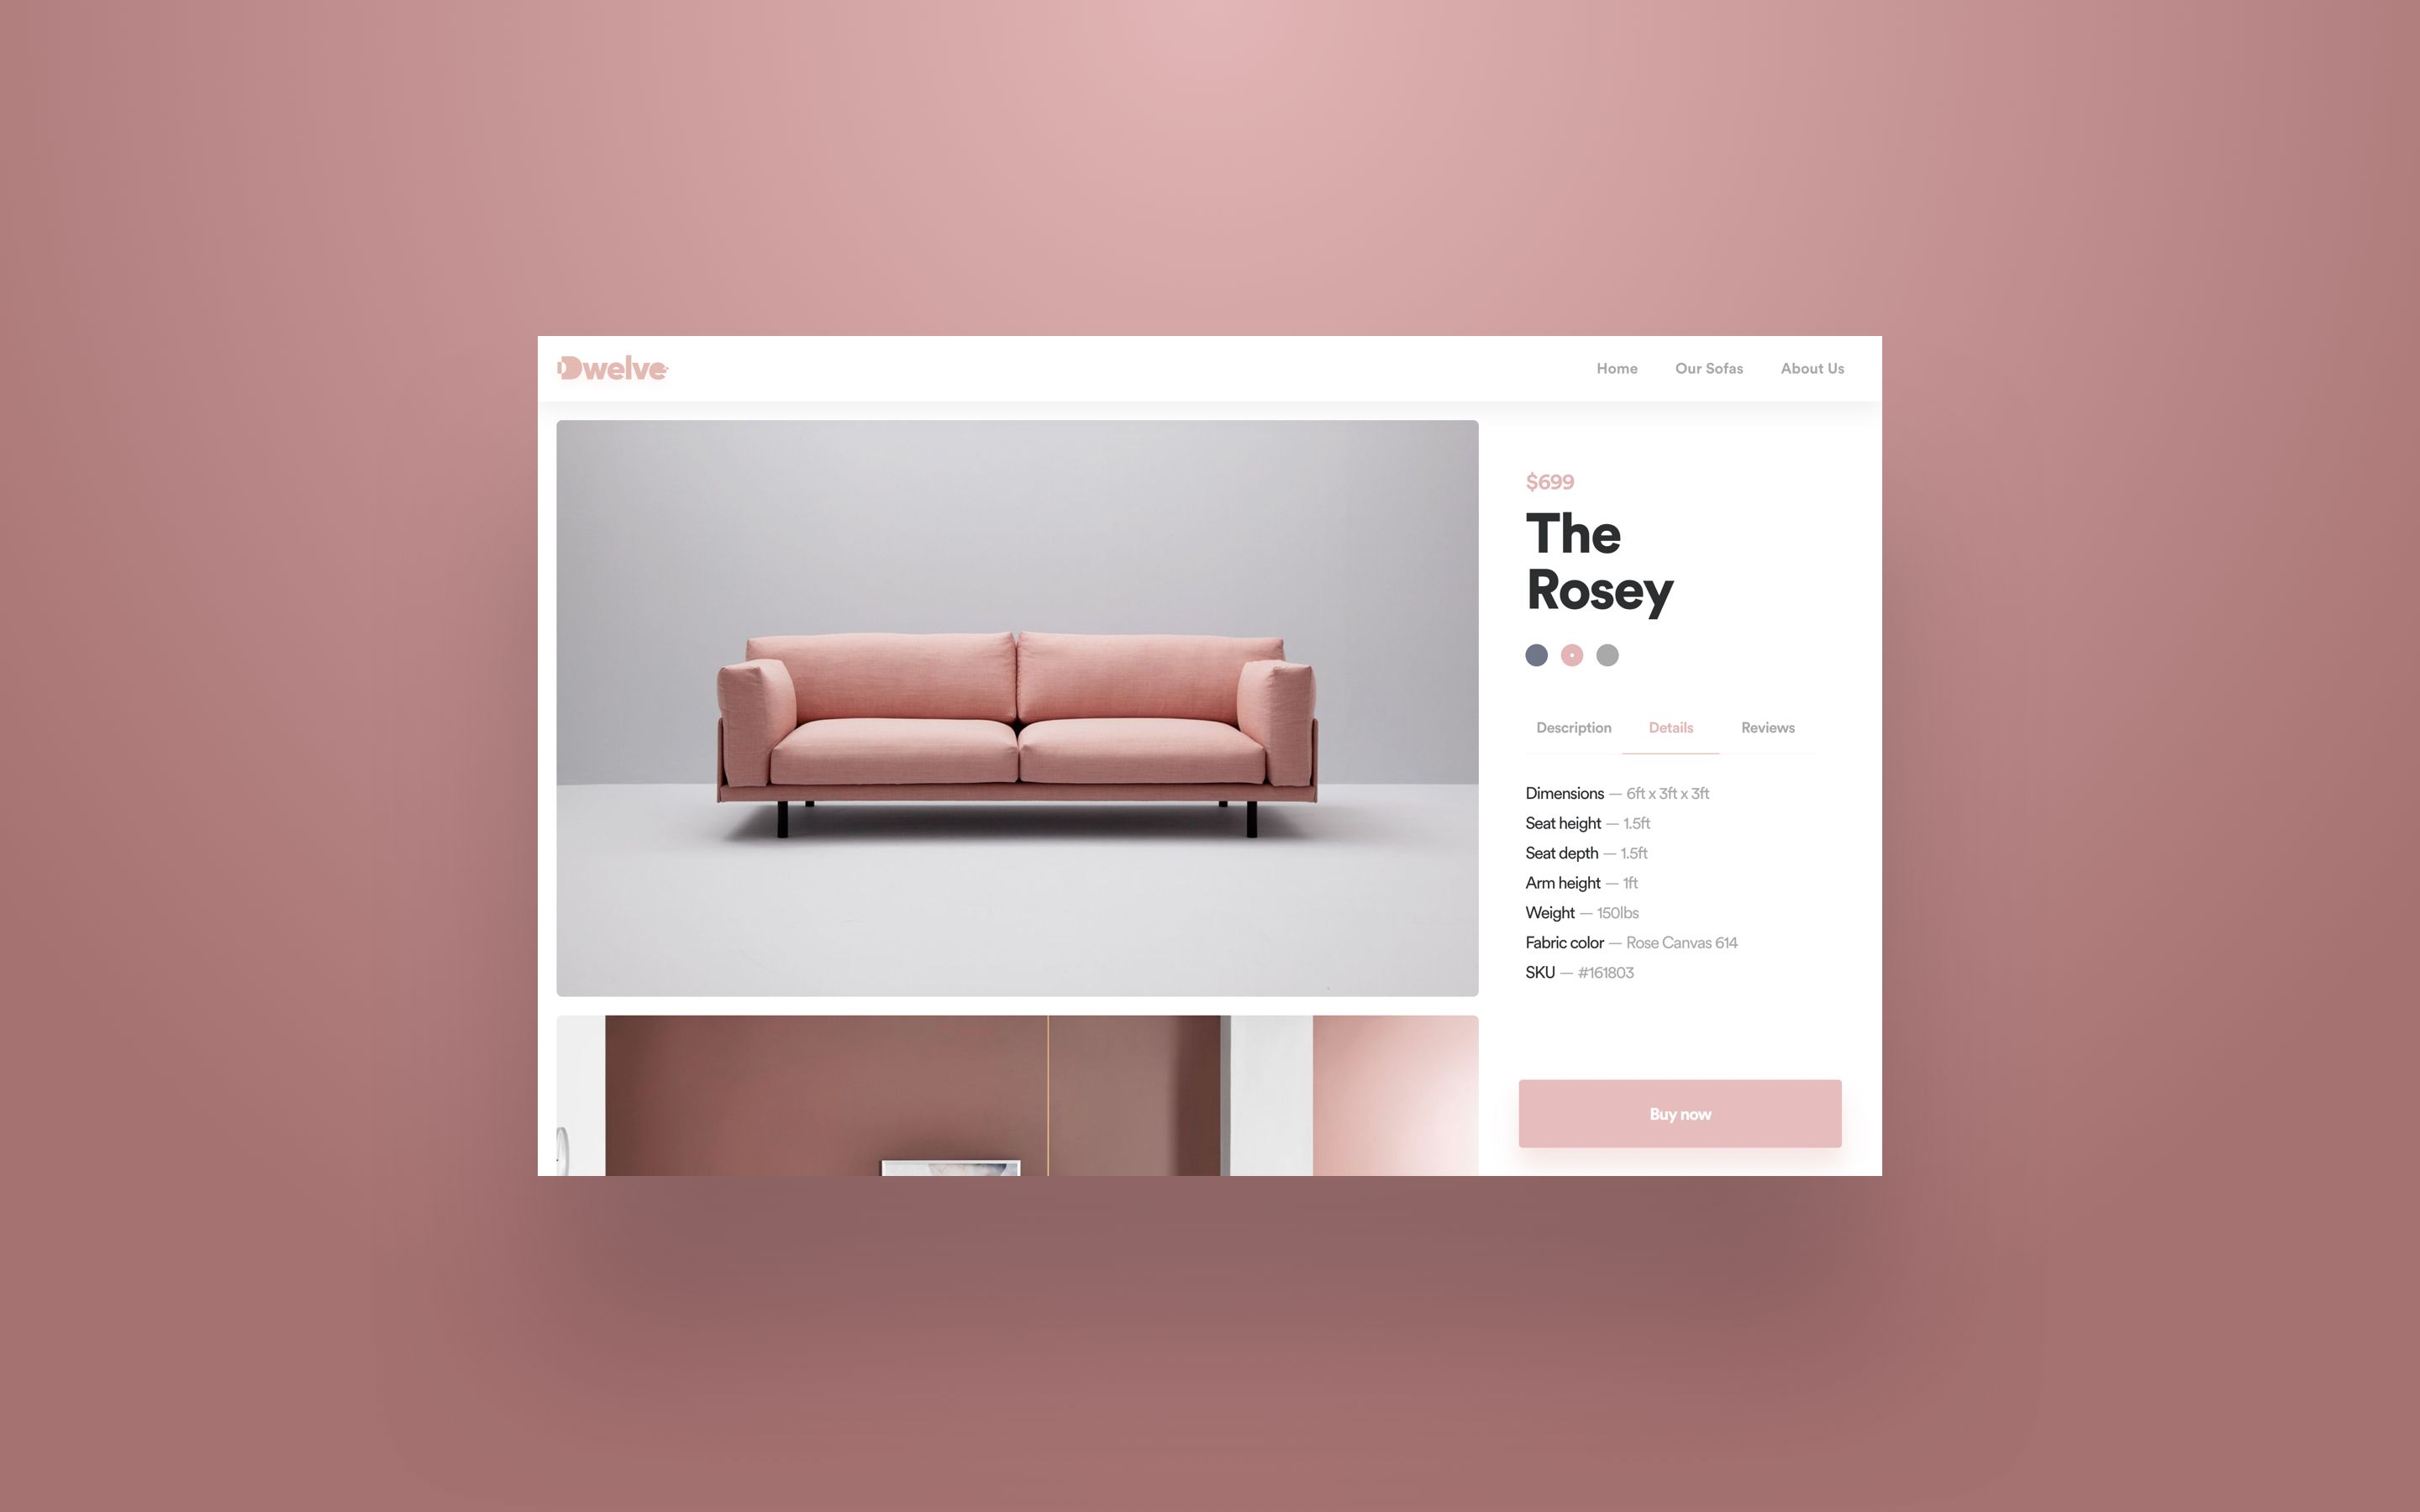 Dwelve
Home Our Sofas About Us
$699
The
Rosey
Description Details Reviews
Dimensions — 6ft x 3ft x 3ft
Seat height — 1.5ft
Seat depth — 1.5ft
Arm height — 1ft
Weight — 150lbs
Fabric color — Rose Canvas 614
SKU — #161803
Buy now